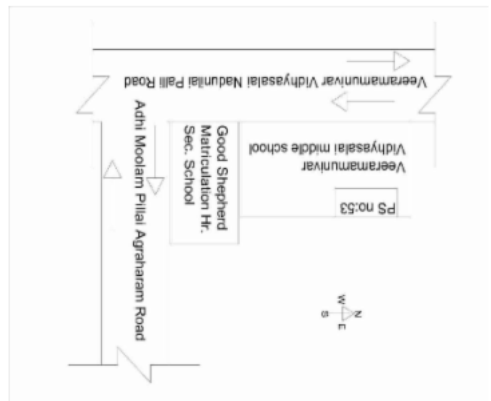 Veeramamunivar Vidhyasalai Nadunilai Palli Road
Adhi Moolam Pillai Agraharam Road
Good Shepherd
Matriculation Hr.
Sec. School
Veeramamunivar
Vidhyasalai middle school
PS no:53
W
S
N
E